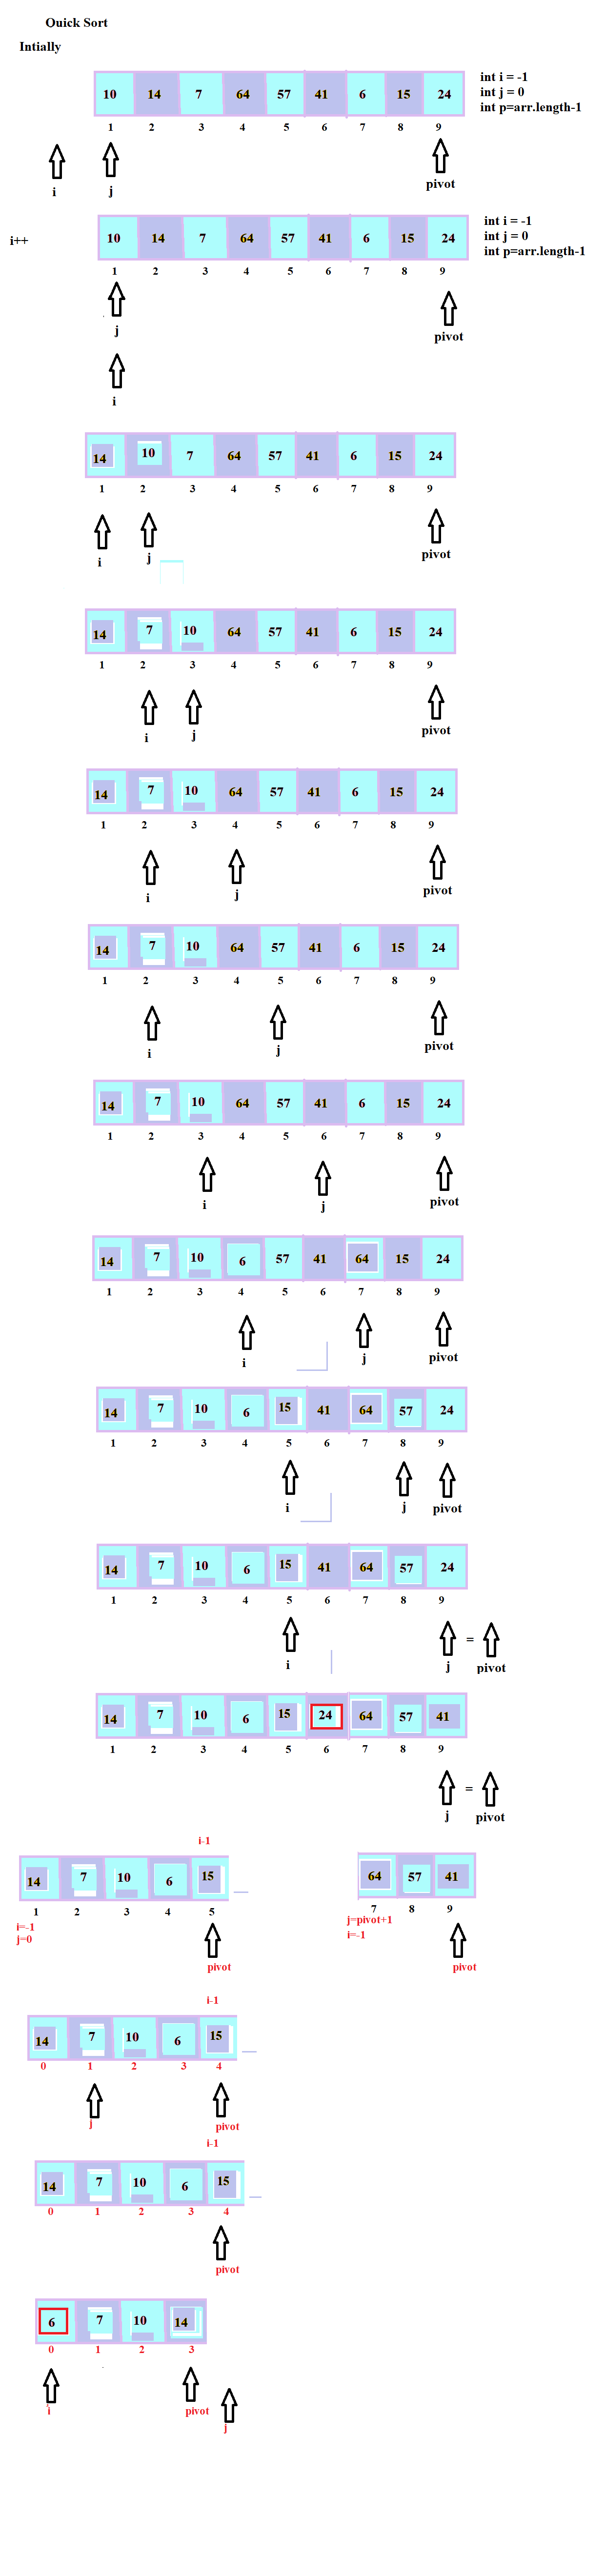 Quick Sort
Intially
10 14 7 64 57 41 6 15 24
int i = -1
int j = 0
int p=arr.length-1
1 2 3 4 5 6 7 8 9
i j pivot
i++
10 14 7 64 57 41 6 15 24
int i = -1
int j = 0
int p=arr.length-1
1 2 3 4 5 6 7 8 9
j
pivot
i
14 10 7 64 57 41 6 15 24
1 2 3 4 5 6 7 8 9
i j pivot
14 7 10 64 57 41 6 15 24
1 2 3 4 5 6 7 8 9
i j pivot
14 7 10 64 57 41 6 15 24
1 2 3 4 5 6 7 8 9
i j pivot
14 7 10 64 57 41 6 15 24
1 2 3 4 5 6 7 8 9
i j pivot
14 7 10 64 57 41 6 15 24
1 2 3 4 5 6 7 8 9
i j pivot
14 7 10 6 57 41 64 15 24
1 2 3 4 5 6 7 8 9
i j pivot
14 7 10 6 15 41 64 57 24
1 2 3 4 5 6 7 8 9
i j pivot
14 7 10 6 15 41 64 57 24
1 2 3 4 5 6 7 8 9
i j = pivot
14 7 10 6 15 24 64 57 41
1 2 3 4 5 6 7 8 9
j = pivot
i-1
14 7 10 6 15
1 2 3 4 5
i=-1
j=0
pivot
64 57 41
7 8 9
j=pivot+1
i=-1
pivot
i-1
14 7 10 6 15
0 1 2 3 4
j pivot
i-1
14 7 10 6 15
0 1 2 3 4
pivot
6 7 10 14
0 1 2 3
i pivot
j